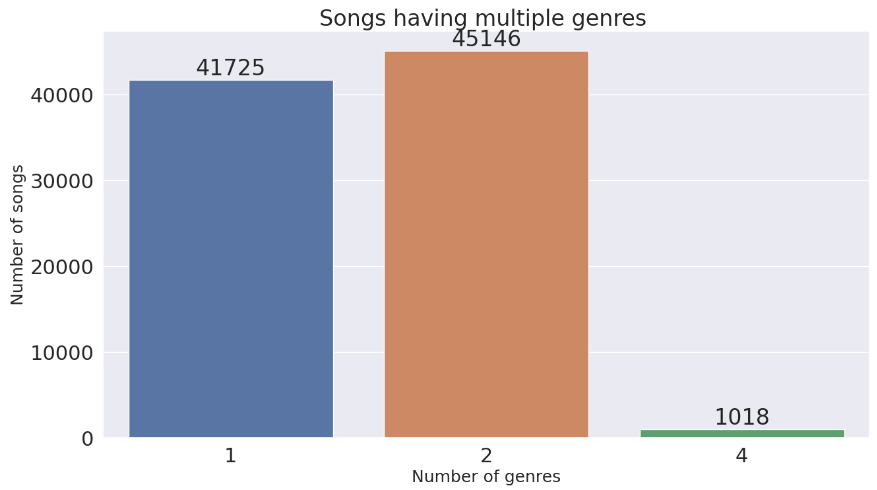 Songs having multiple genres
45146
41725
1018
40000
30000
20000
10000
0
Number of songs
1 2 4
Number of genres